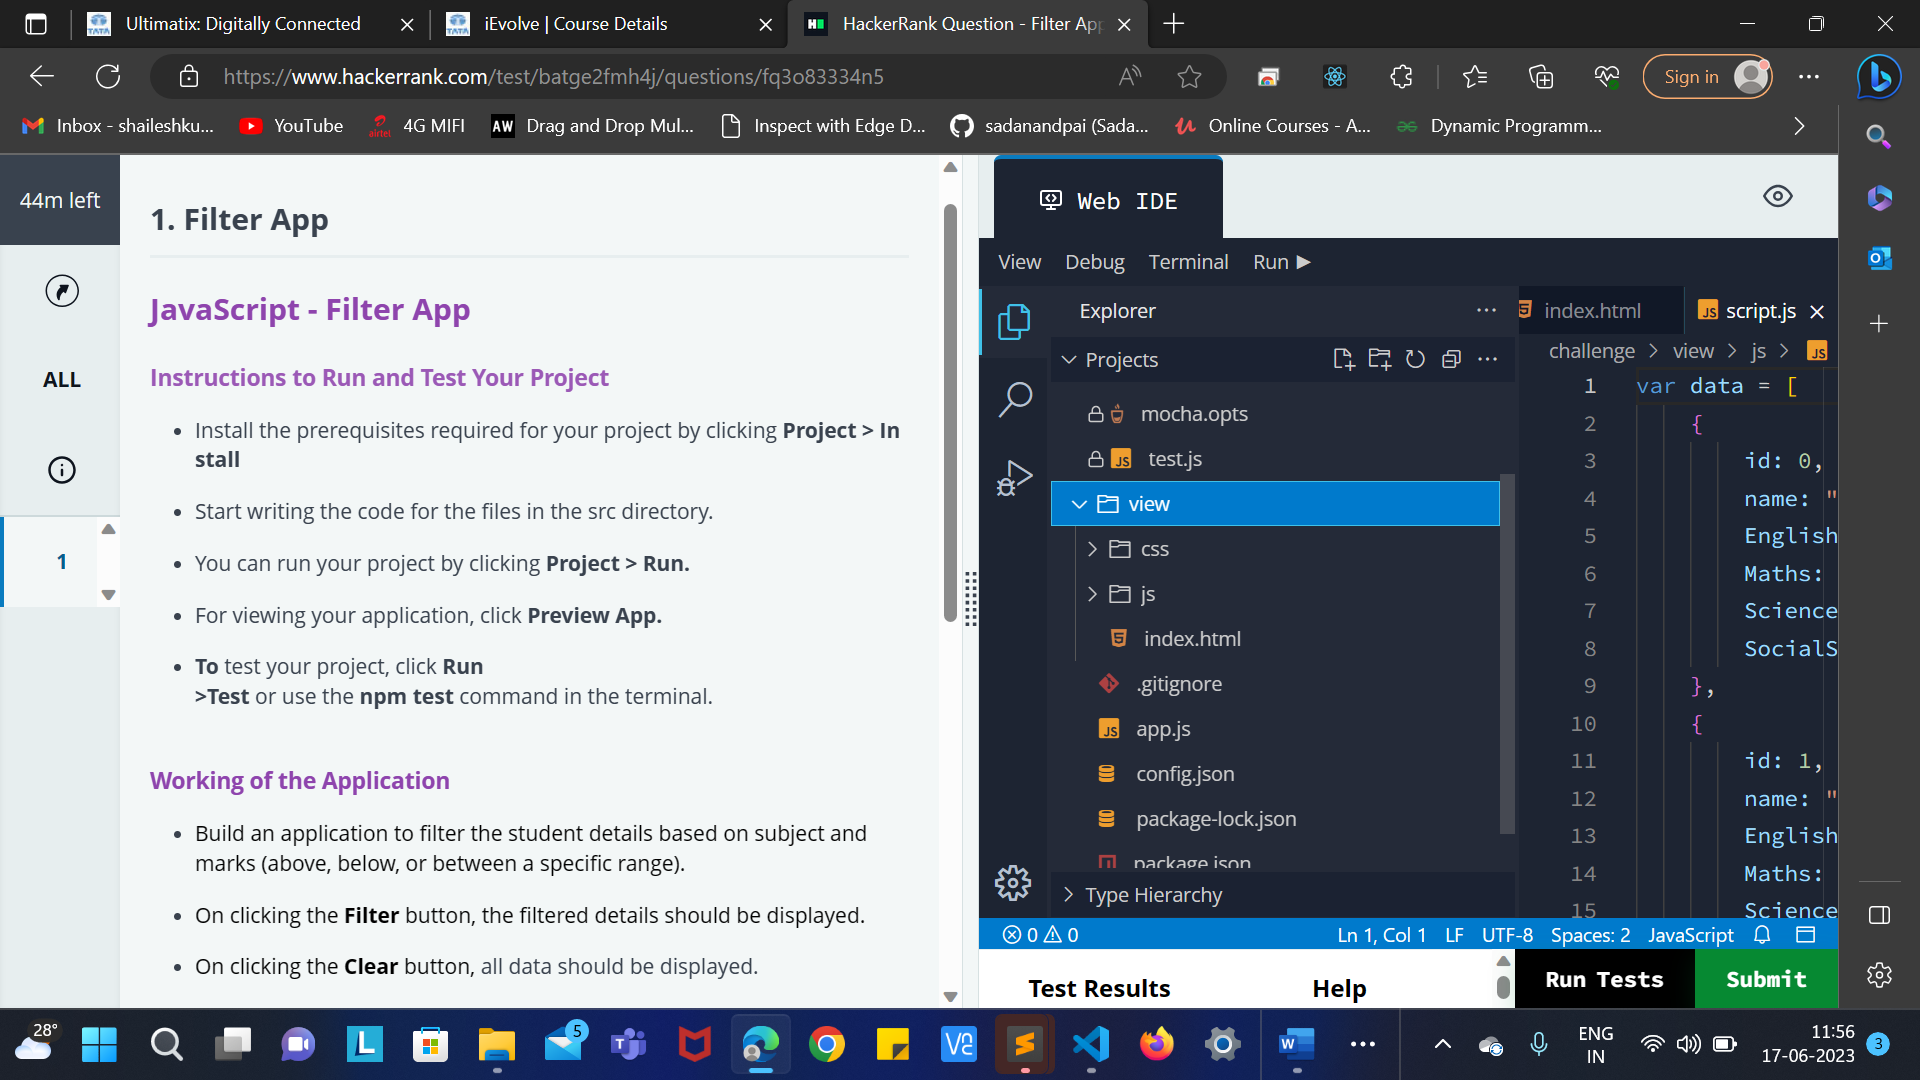 Ultimatix: Digitally Connected
iEvolve | Course Details
HackerRank Question - Filter App
https://www.hackerrank.com/test/batge2fmh4j/questions/fq3o83334n5
Sign in
Inbox - shaileshku...
YouTube
airtel
4G MIFI
AW
Drag and Drop Mul...
Inspect with Edge D...
sadanandpai (Sada...
Online Courses - A...
Dynamic Programm...
44m left
ALL
1
1. Filter App
JavaScript - Filter App
Instructions to Run and Test Your Project
• Install the prerequisites required for your project by clicking Project > In
stall
• Start writing the code for the files in the src directory.
• You can run your project by clicking Project > Run.
• For viewing your application, click Preview App.
• To test your project, click Run
>Test or use the npm test command in the terminal.
Working of the Application
• Build an application to filter the student details based on subject and
marks (above, below, or between a specific range).
• On clicking the Filter button, the filtered details should be displayed.
• On clicking the Clear button, all data should be displayed.
Web IDE
View Debug Terminal Run
Explorer
Projects
mocha.opts
test.js
view
css
js
index.html
.gitignore
app.js
config.json
package-lock.json
package.json
Type Hierarchy
index.html
script.js
challenge > view > js >
1 var data = [
2 {
3 id: 0,
4 name: "
5 English
6 Maths:
7 Science
8 SocialS
9 },
10 {
11 id: 1,
12 name: "
13 English
14 Maths:
15 Science
0 0
Ln 1, Col 1 LF UTF-8 Spaces: 2 JavaScript
Test Results
Help
Run Tests
Submit
28°
5
ENG
IN
11:56
17-06-2023
3